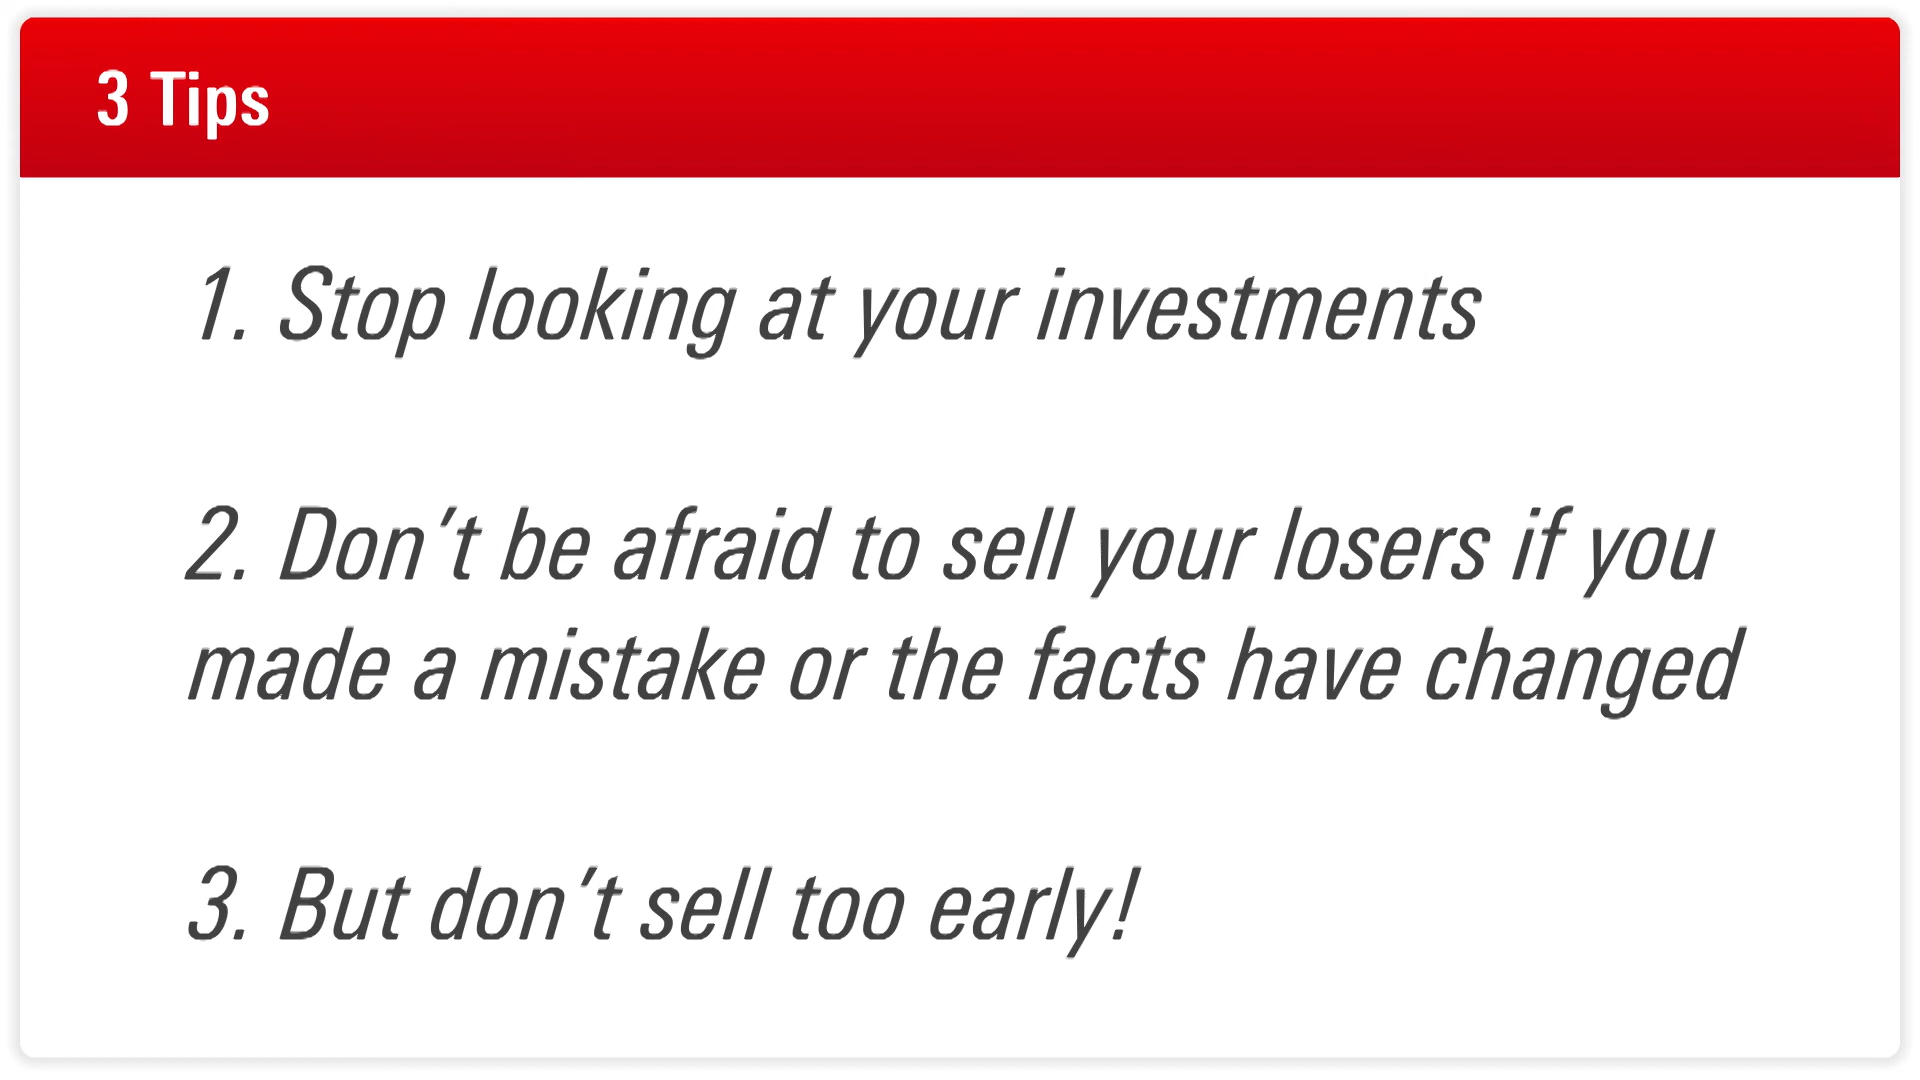 3 Tips
1. Stop looking at your investments
2. Don’t be afraid to sell your losers if you
made a mistake or the facts have changed
3. But don’t sell too early!